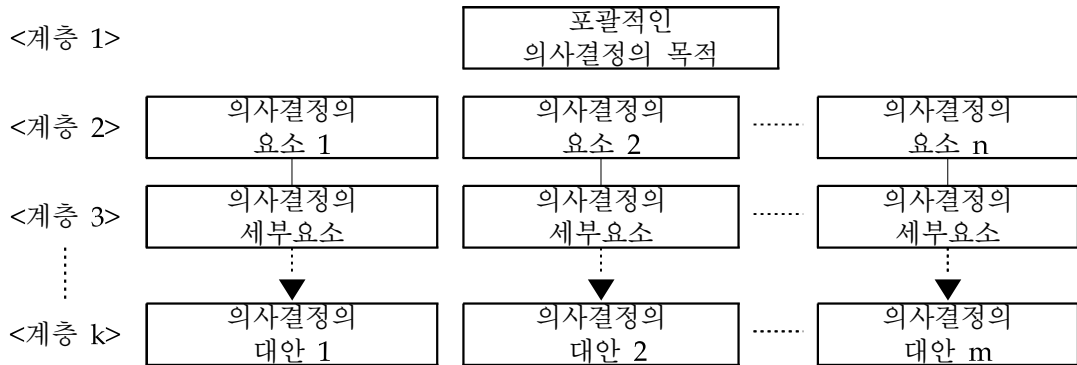 <계층 1>
포괄적인
의사결정의 목적
<계층 2>
의사결정의
요소 1
의사결정의
요소 2
의사결정의
요소 n
<계층 3>
의사결정의
세부요소
의사결정의
세부요소
의사결정의
세부요소
<계층 k>
의사결정의
대안 1
의사결정의
대안 2
의사결정의
대안 m